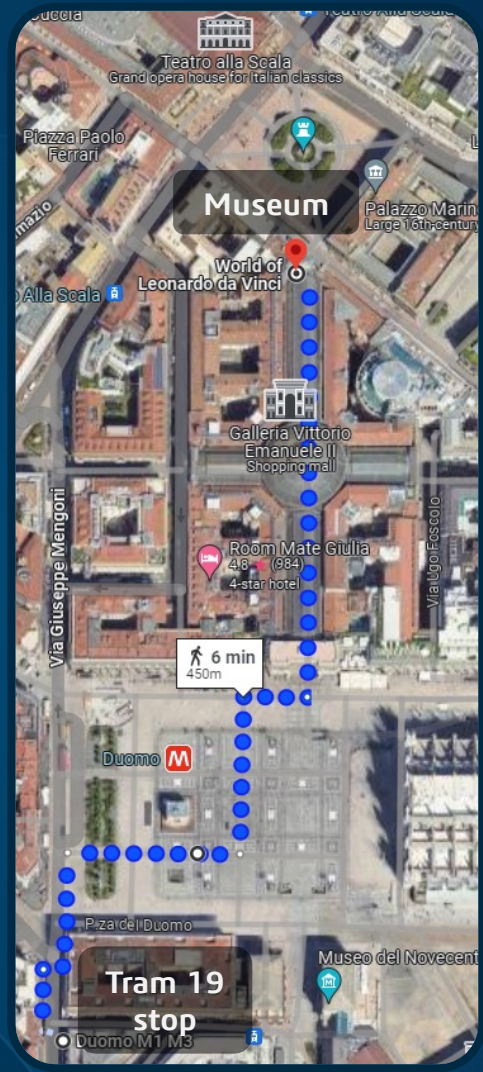 Teatro alla Scala
Grand opera house for Italian classics
Piazza Paolo
Ferrari
Museum
Palazzo Marin
Large 16th-century
World of
Leonardo da Vinci
Alla Scala
Galleria Vittorio
Emanuele II
Shopping mall
Via Giuseppe Mengoni
Via Ugo Foscolo
Room Mate Giulia
4,8 ★ (984)
4-star hotel
6 min
450m
Duomo M
P.za del Duomo
Museo del Novecent
Tram 19
stop
Duomo M1 M3